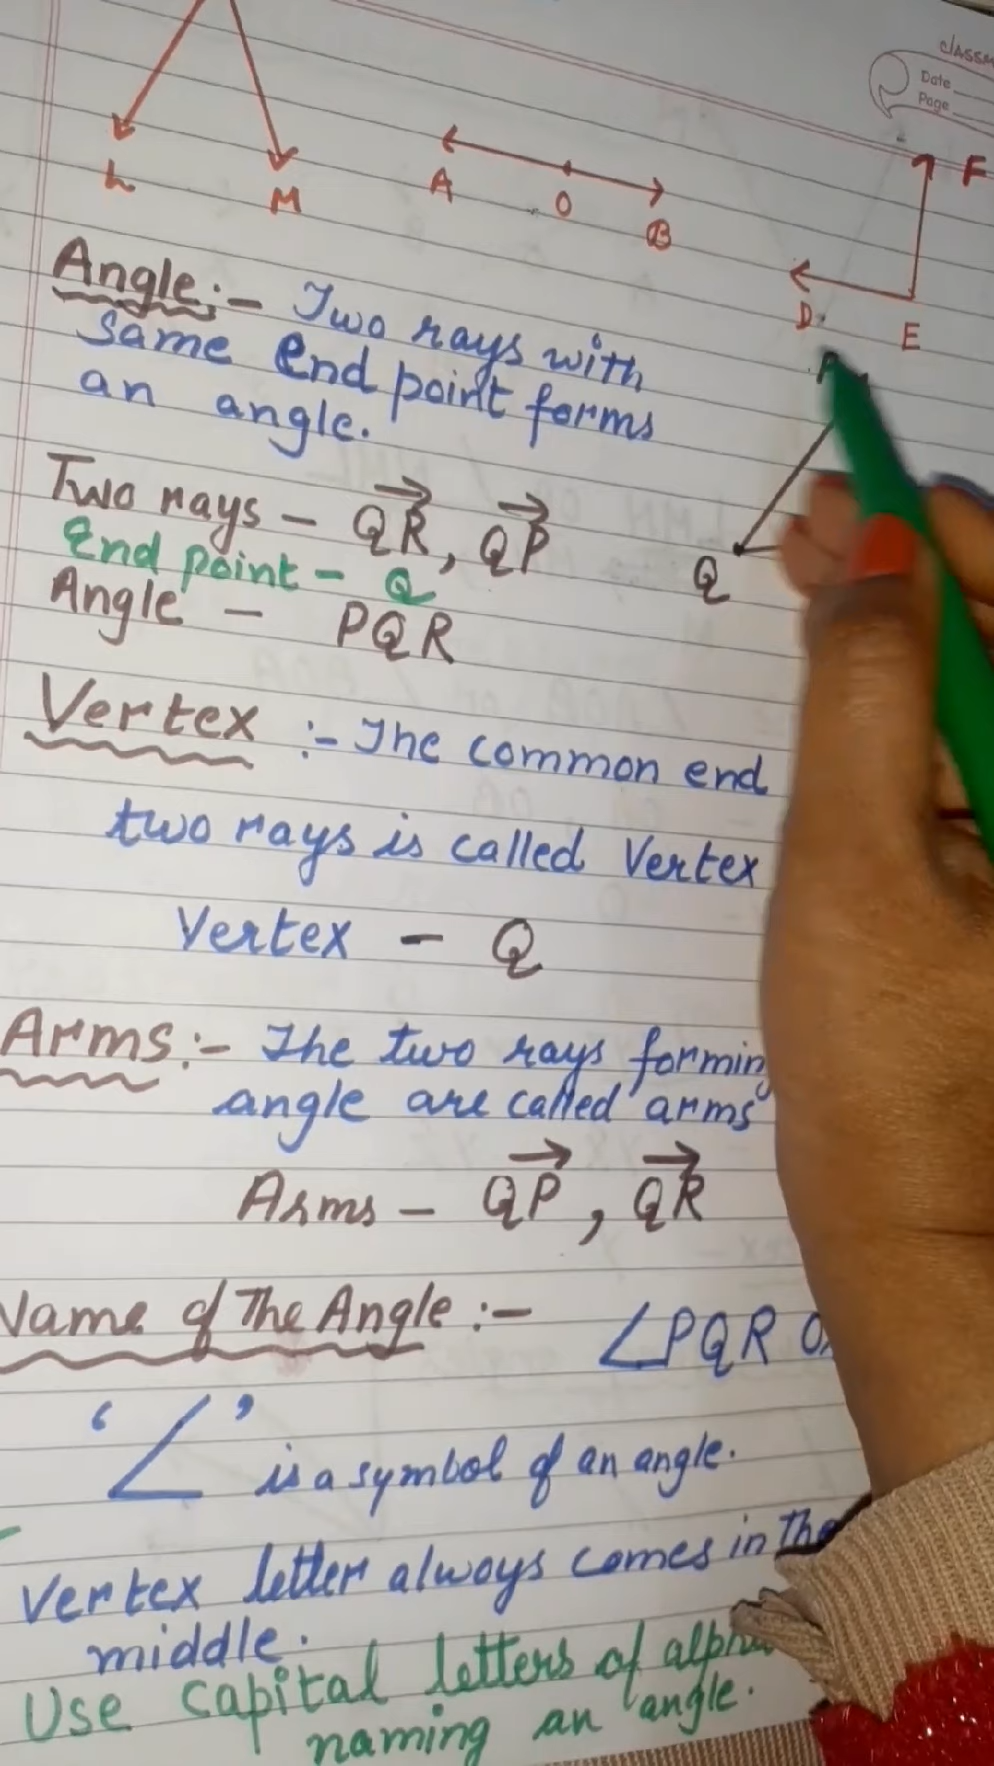 Date
Page
F
L
M
A
O
B
D
E
Angle:- Two rays with
same end point forms
an angle.
Two rays - QR, QP
End point - Q
Angle - PQR
Q
Vertex :- The common end
two rays is called Vertex
Vertex - Q
Arms:- The two rays forming
angle are called arms
Arms - QP, QR
Name of The Angle :- ∠PQR
'∠' is a symbol of an angle.
Vertex letter always comes in the
middle.
Use capital letters of
naming an angle.